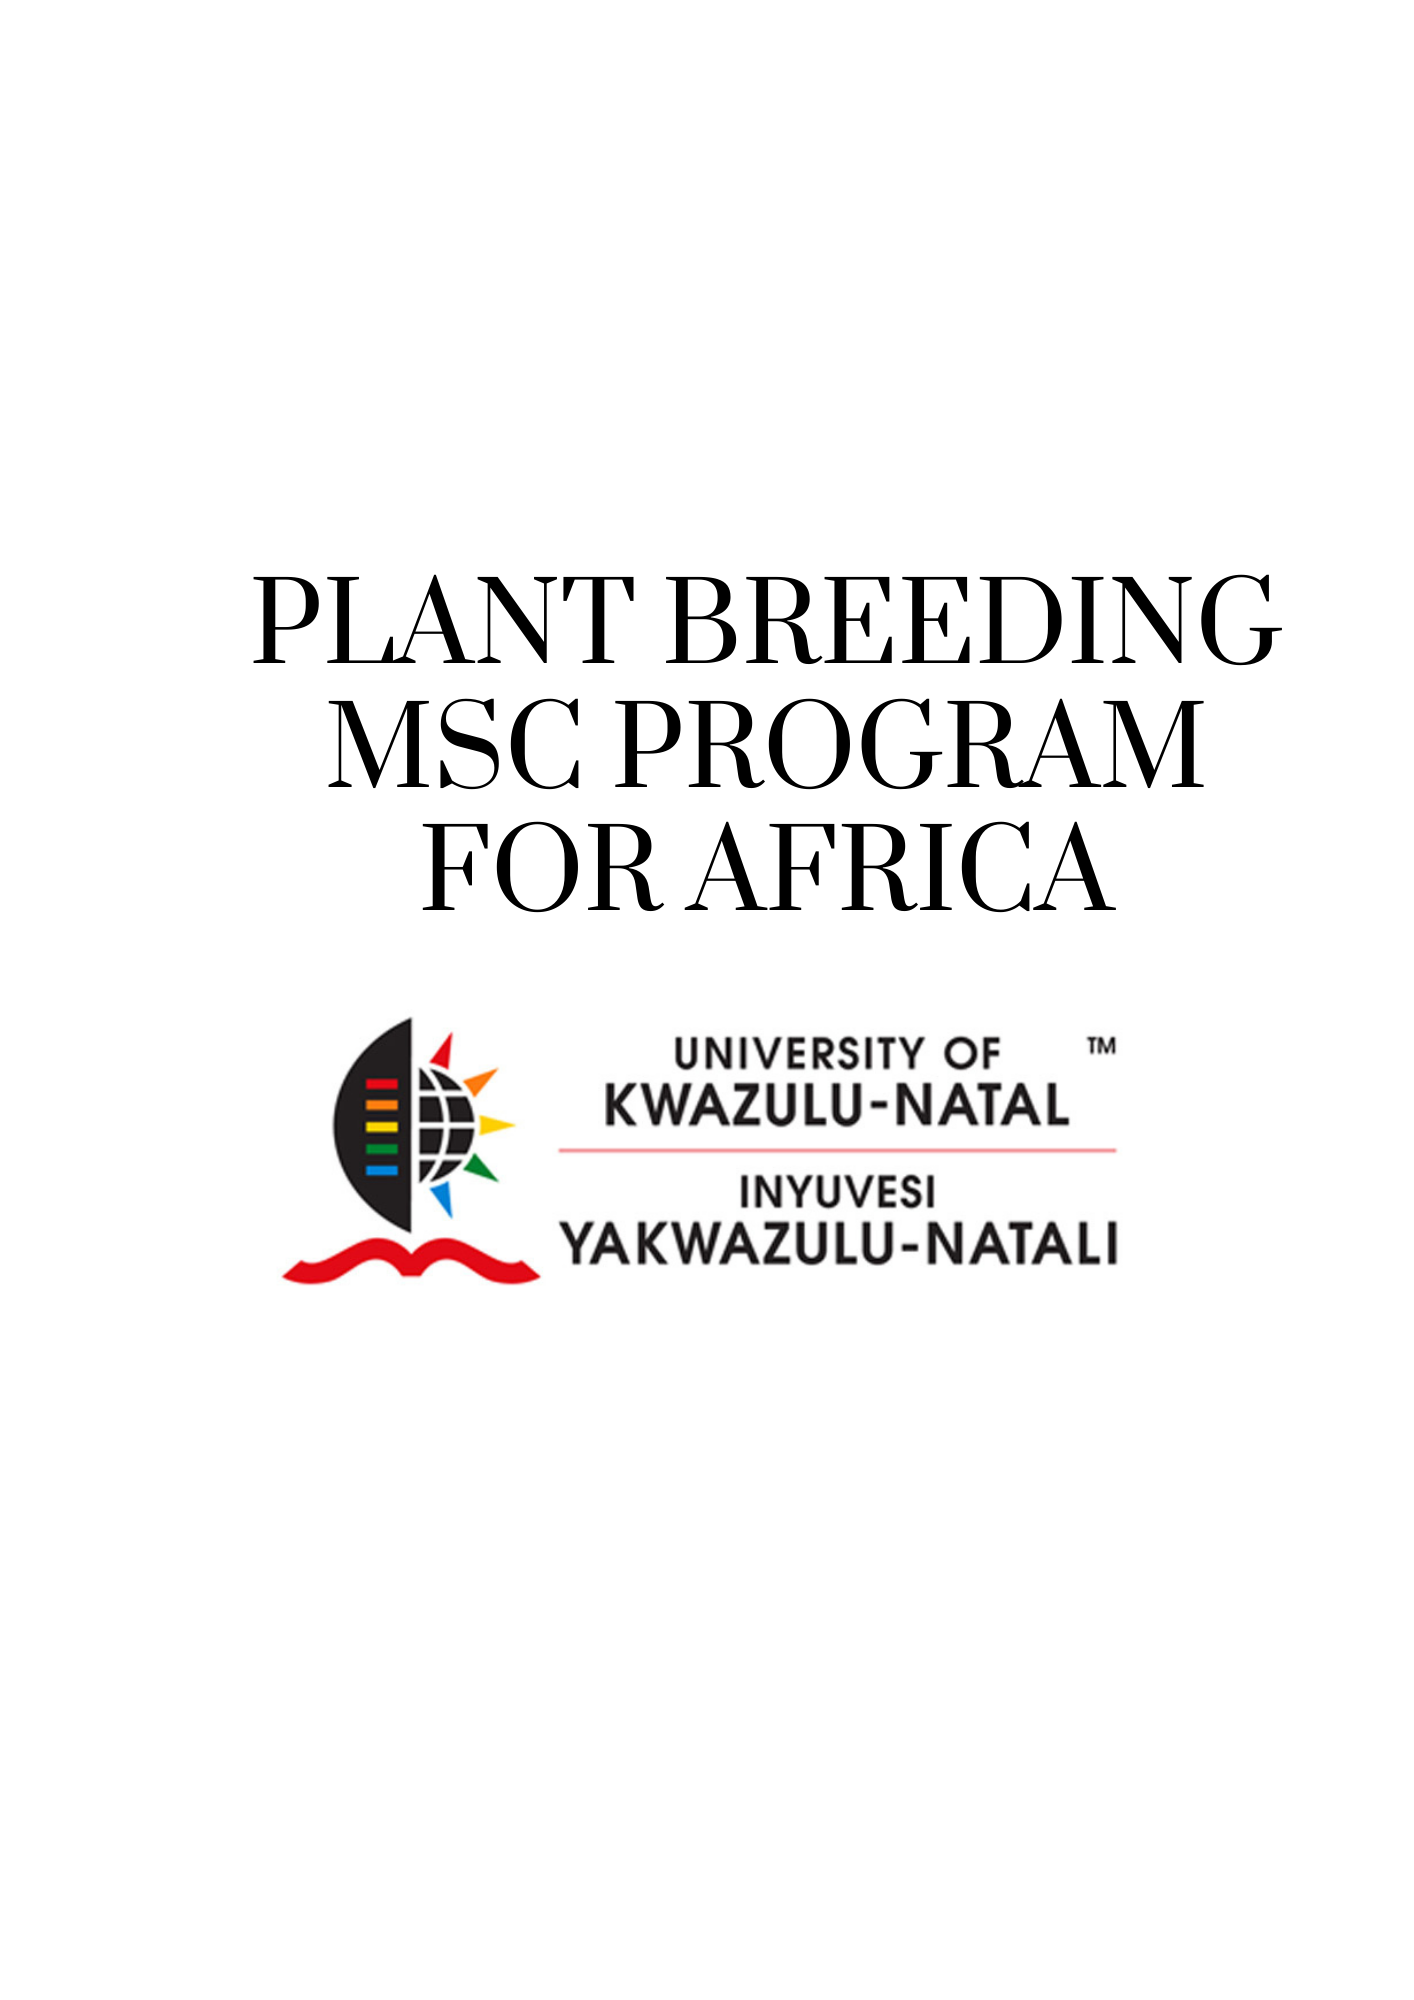 PLANT BREEDING
MSC PROGRAM
FOR AFRICA
UNIVERSITY OF ™
KWAZULU-NATAL
INYUVESI
YAKWAZULU-NATALI